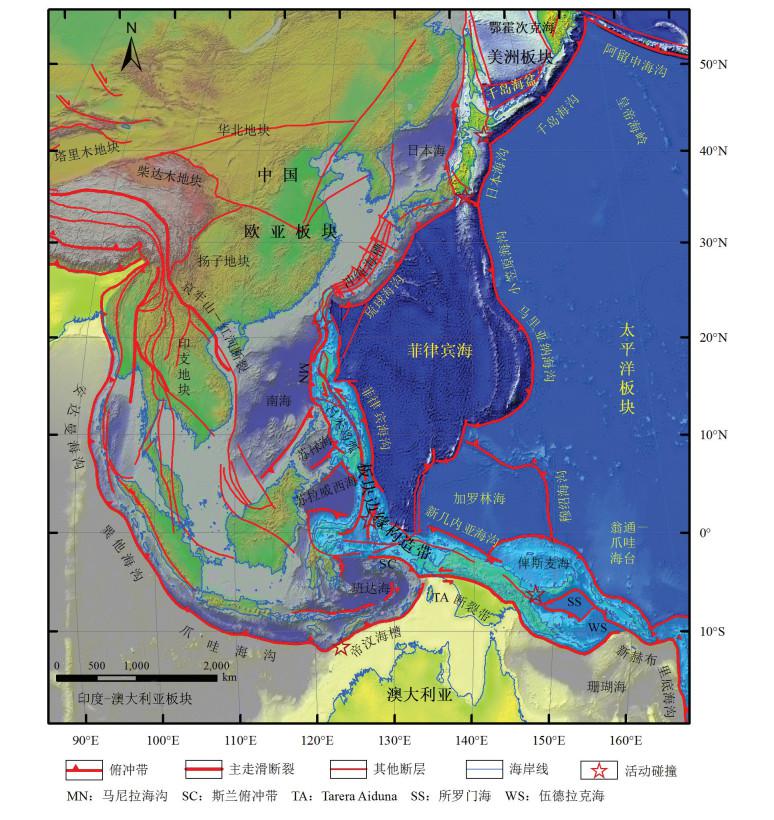 N
鄂霍次克海
美洲板块
阿留申海沟
千岛海盆
千岛海沟
皇帝海岭
50°N
华北地块
塔里木地块
柴达木地块
中国
日本海
日本海沟
40°N
欧亚板块
扬子地块
冲绳海槽
琉球海沟
小笠原海沟
30°N
哀牢山—红河断裂
印支地块
MN
菲律宾海
马里亚纳海沟
太平洋板块
20°N
安达曼海沟
南海
菲律宾海沟
苏禄海
苏拉威西海
板块边缘构造带
10°N
加罗林海
新几内亚海沟
翁通—
爪哇
海台
0°
巽他海沟
SC
班达海
TA 断裂带
俾斯麦海
SS
WS
爪哇海沟
帝汶海槽
新赫布里底海沟
10°S
0 500 1,000 2,000
km
印度–澳大利亚板块
澳大利亚
珊瑚海
90°E 100°E 110°E 120°E 130°E 140°E 150°E 160°E
俯冲带 主走滑断裂 其他断层 海岸线 活动碰撞
MN：马尼拉海沟 SC：斯兰俯冲带 TA：Tarera Aiduna SS：所罗门海 WS：伍德拉克海